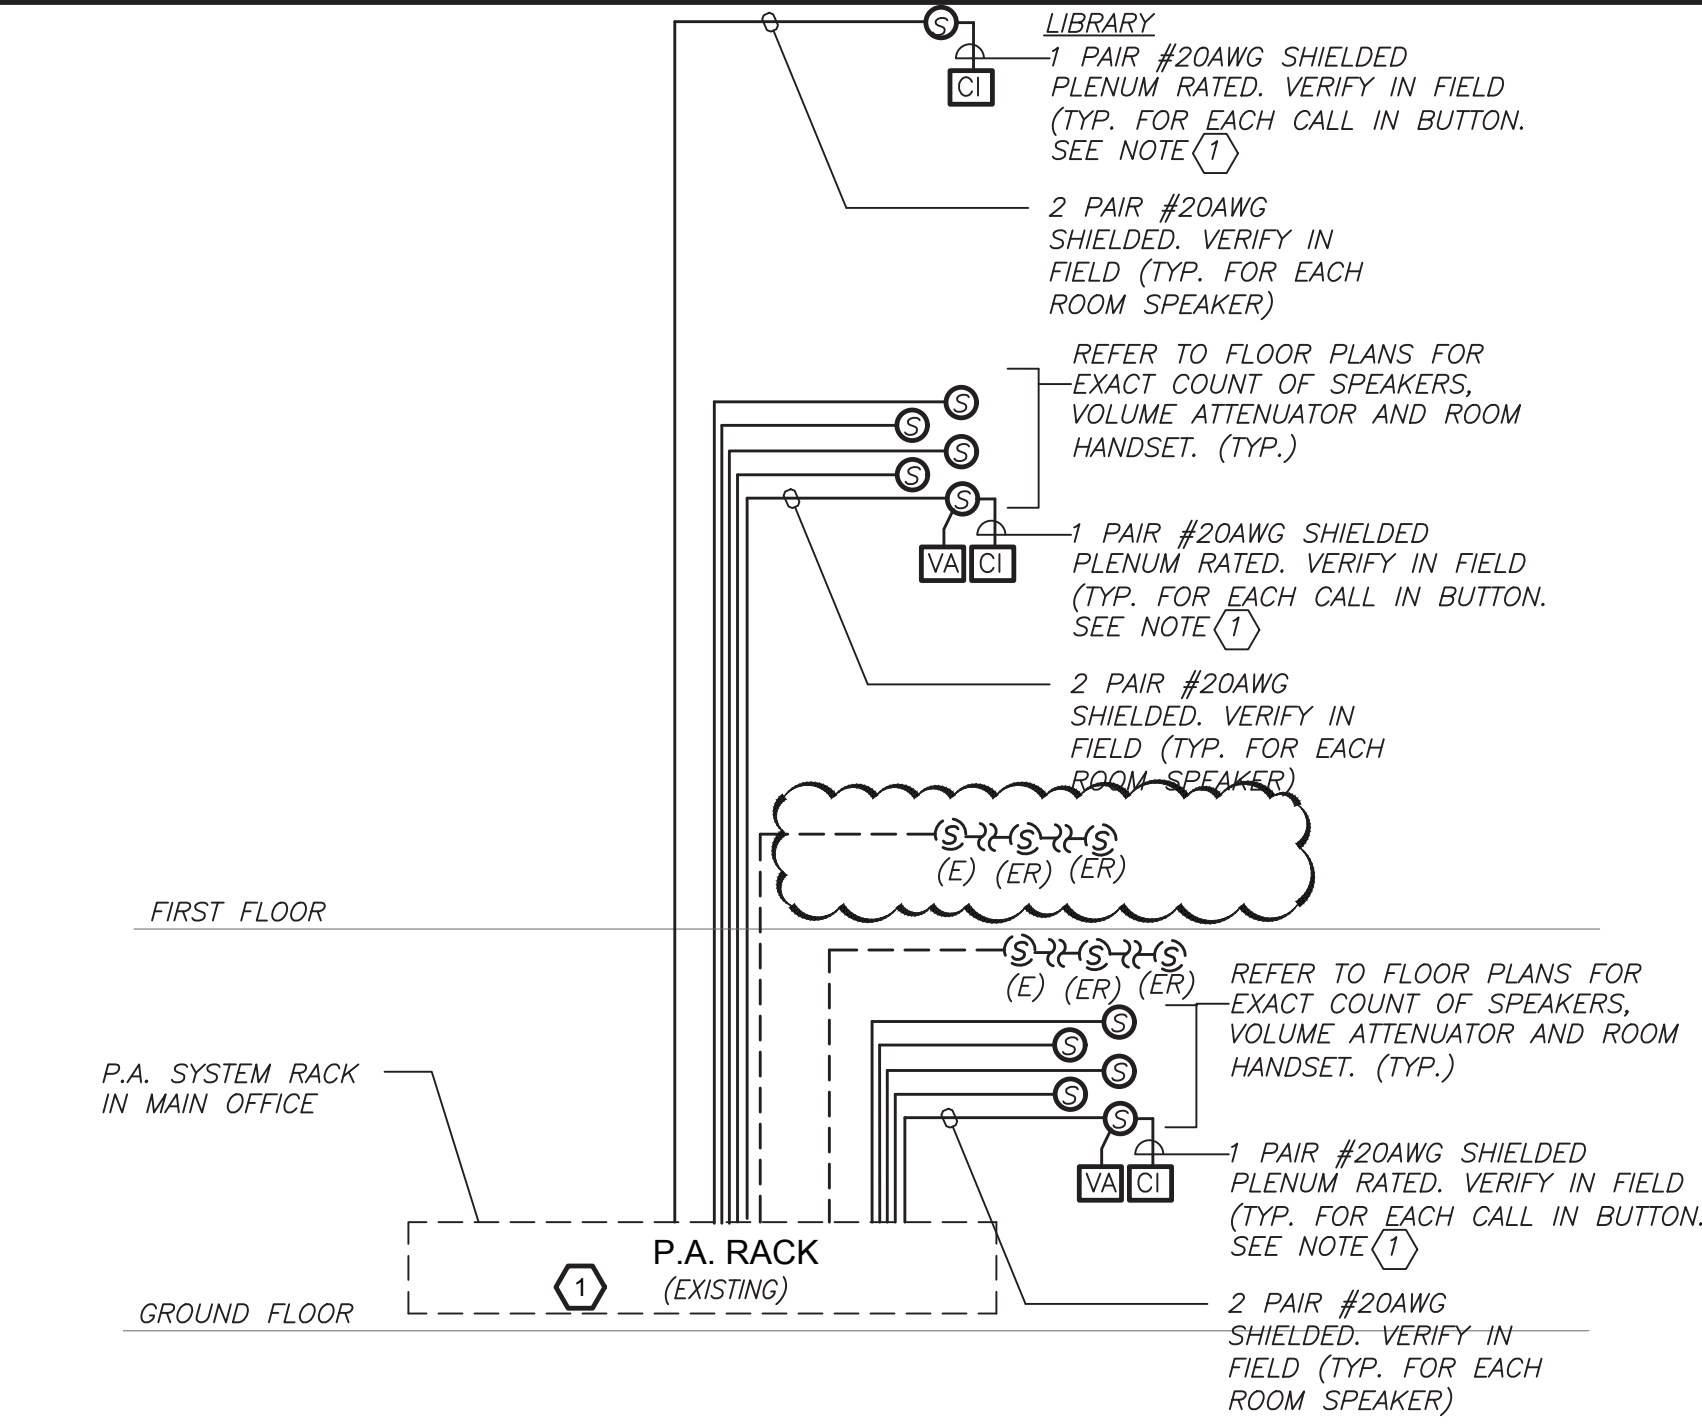 S
LIBRARY
1 PAIR #20AWG SHIELDED
PLENUM RATED. VERIFY IN FIELD
(TYP. FOR EACH CALL IN BUTTON.
SEE NOTE 1
CI
2 PAIR #20AWG
SHIELDED. VERIFY IN
FIELD (TYP. FOR EACH
ROOM SPEAKER)
REFER TO FLOOR PLANS FOR
EXACT COUNT OF SPEAKERS,
VOLUME ATTENUATOR AND ROOM
HANDSET. (TYP.)
S
S
S
S
S
VA CI
1 PAIR #20AWG SHIELDED
PLENUM RATED. VERIFY IN FIELD
(TYP. FOR EACH CALL IN BUTTON.
SEE NOTE 1
2 PAIR #20AWG
SHIELDED. VERIFY IN
FIELD (TYP. FOR EACH
ROOM SPEAKER)
S S S
(E) (ER) (ER)
FIRST FLOOR
S S S
(E) (ER) (ER)
REFER TO FLOOR PLANS FOR
EXACT COUNT OF SPEAKERS,
VOLUME ATTENUATOR AND ROOM
HANDSET. (TYP.)
S
S
S
S
S
VA CI
P.A. SYSTEM RACK
IN MAIN OFFICE
1 PAIR #20AWG SHIELDED
PLENUM RATED. VERIFY IN FIELD
(TYP. FOR EACH CALL IN BUTTON.
SEE NOTE 1
P.A. RACK
(EXISTING)
1
GROUND FLOOR
2 PAIR #20AWG
SHIELDED. VERIFY IN
FIELD (TYP. FOR EACH
ROOM SPEAKER)